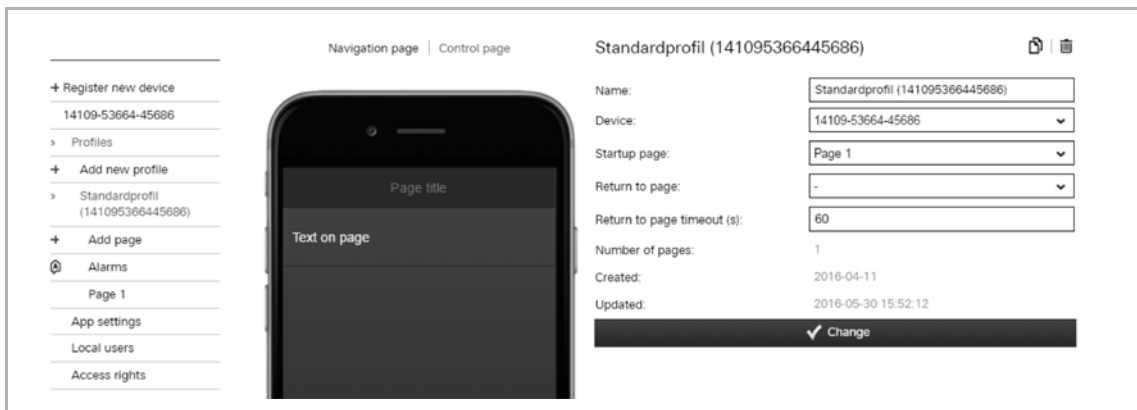 + Register new device
14109-53664-45686
> Profiles
+ Add new profile
> Standardprofil
(141095366445686)
+ Add page
Alarms
Page 1
App settings
Local users
Access rights
Navigation page | Control page
Page title
Text on page
Standardprofil (141095366445686)
Name: Standardprofil (141095366445686)
Device: 14109-53664-45686
Startup page: Page 1
Return to page: -
Return to page timeout (s): 60
Number of pages: 1
Created: 2016-04-11
Updated: 2016-05-30 15:52:12
✓ Change